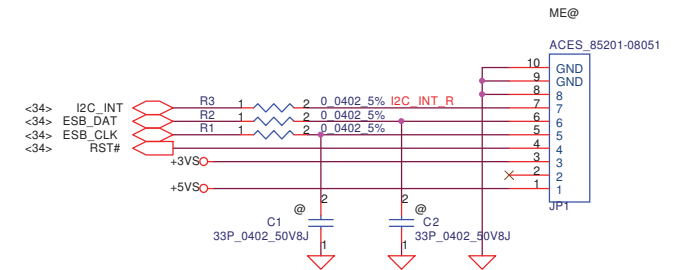 ME@
ACES_85201-08051
10 GND
9 GND
8 8
<34> I2C_INT R3 1 2 0_0402_5% I2C_INT_R 7 7
<34> ESB_DAT R2 1 2 0_0402_5% 6 6
<34> ESB_CLK R1 1 2 0_0402_5% 5 5
<34> RST# 4 4
+3VS 3 3
2 2
+5VS 1 1
JP1
@ 2 @ 2
C1 C2
33P_0402_50V8J 33P_0402_50V8J
1 1